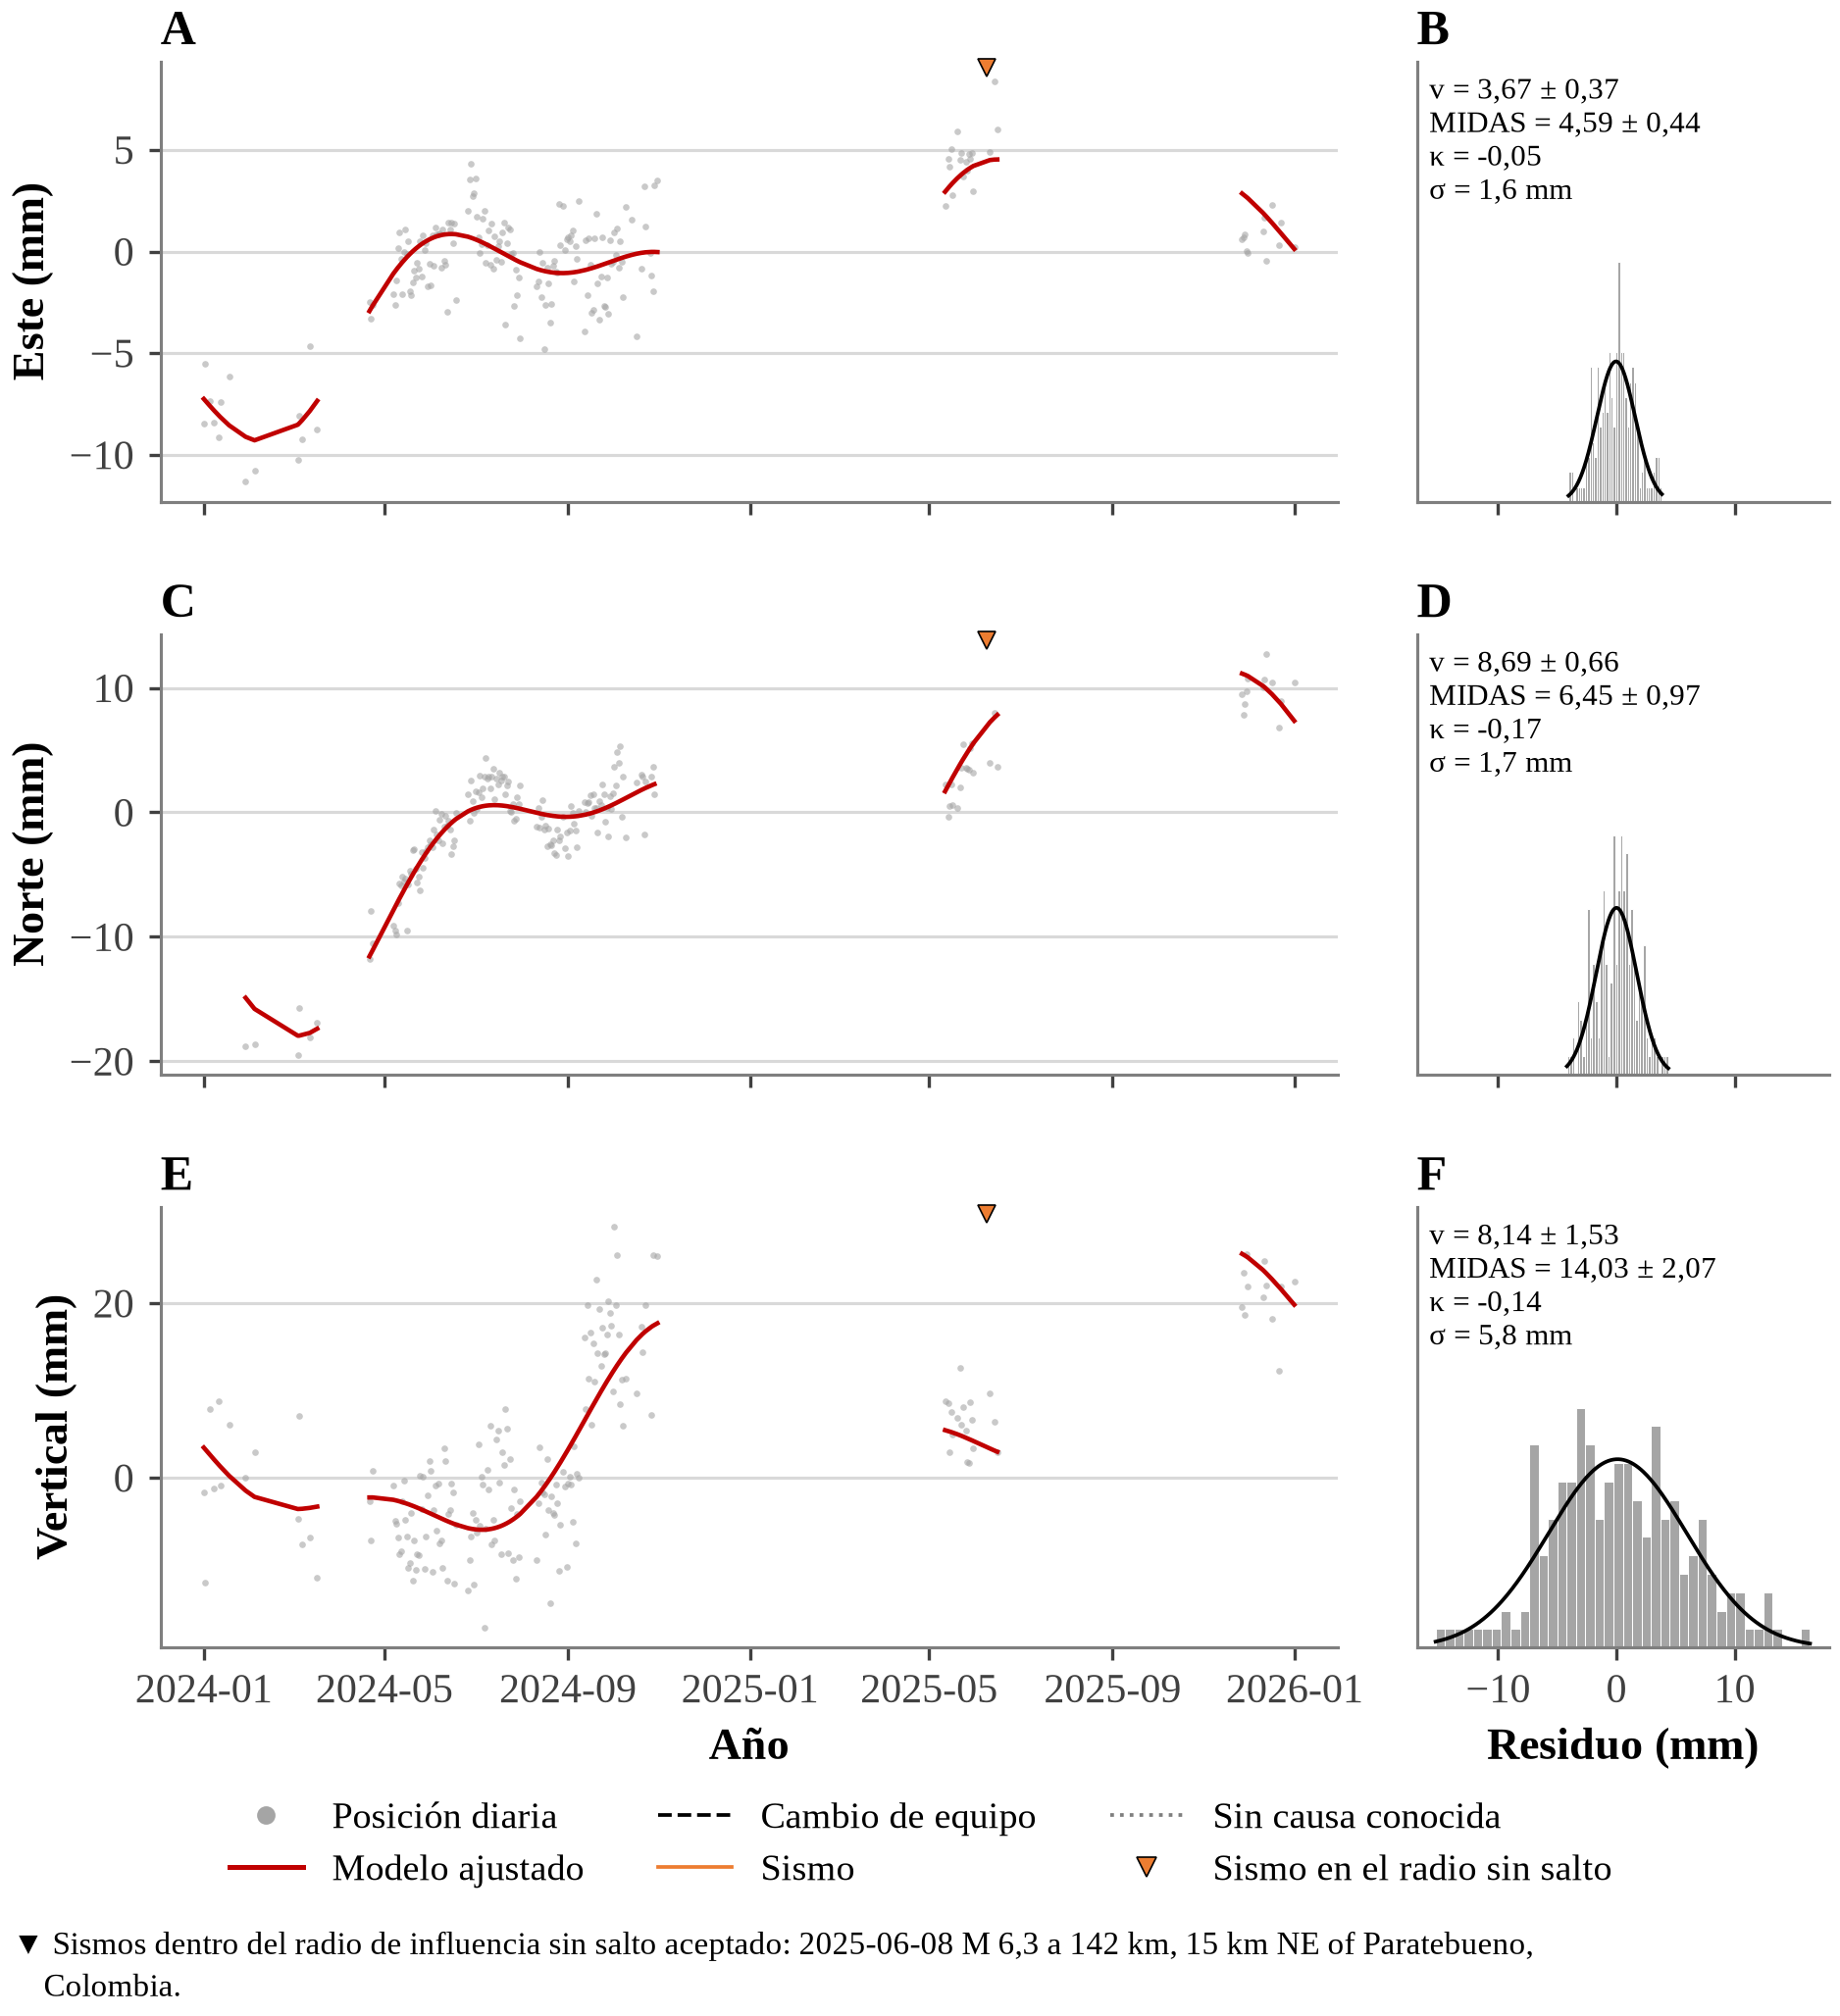 A
B
v = 3,67 ± 0,37
MIDAS = 4,59 ± 0,44
κ = -0,05
σ = 1,6 mm
Este (mm)
5
0
−5
−10
C
D
v = 8,69 ± 0,66
MIDAS = 6,45 ± 0,97
κ = -0,17
σ = 1,7 mm
Norte (mm)
10
0
−10
−20
E
F
v = 8,14 ± 1,53
MIDAS = 14,03 ± 2,07
κ = -0,14
σ = 5,8 mm
Vertical (mm)
20
0
2024-01 2024-05 2024-09 2025-01 2025-05 2025-09 2026-01
−10 0 10
Año
Residuo (mm)
Posición diaria
Cambio de equipo
Sin causa conocida
Modelo ajustado
Sismo
Sismo en el radio sin salto
▼ Sismos dentro del radio de influencia sin salto aceptado: 2025-06-08 M 6,3 a 142 km, 15 km NE of Paratebueno,
Colombia.